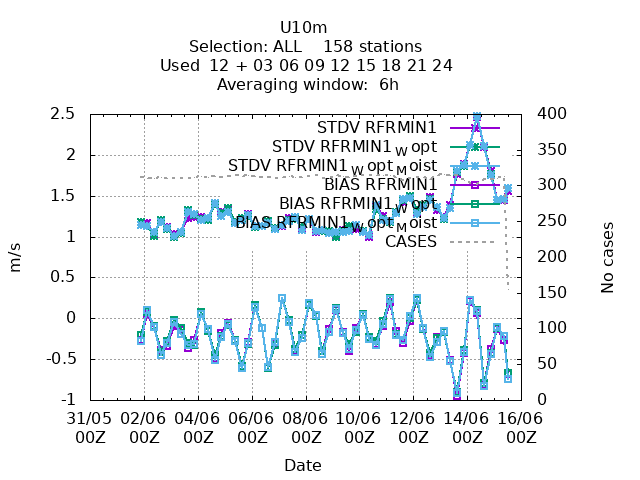 U10m
Selection: ALL 158 stations
Used 12 + 03 06 09 12 15 18 21 24
Averaging window: 6h
STDV RFRMIN1
STDV RFRMIN1_W opt
STDV RFRMIN1_W opt_M oist
BIAS RFRMIN1
BIAS RFRMIN1_W opt
BIAS RFRMIN1_W opt_M oist
CASES
2.5
2
1.5
1
0.5
0
-0.5
-1
m/s
400
350
300
250
200
150
100
50
0
No cases
31/05 02/06 04/06 06/06 08/06 10/06 12/06 14/06 16/06
00Z 00Z 00Z 00Z 00Z 00Z 00Z 00Z 00Z
Date